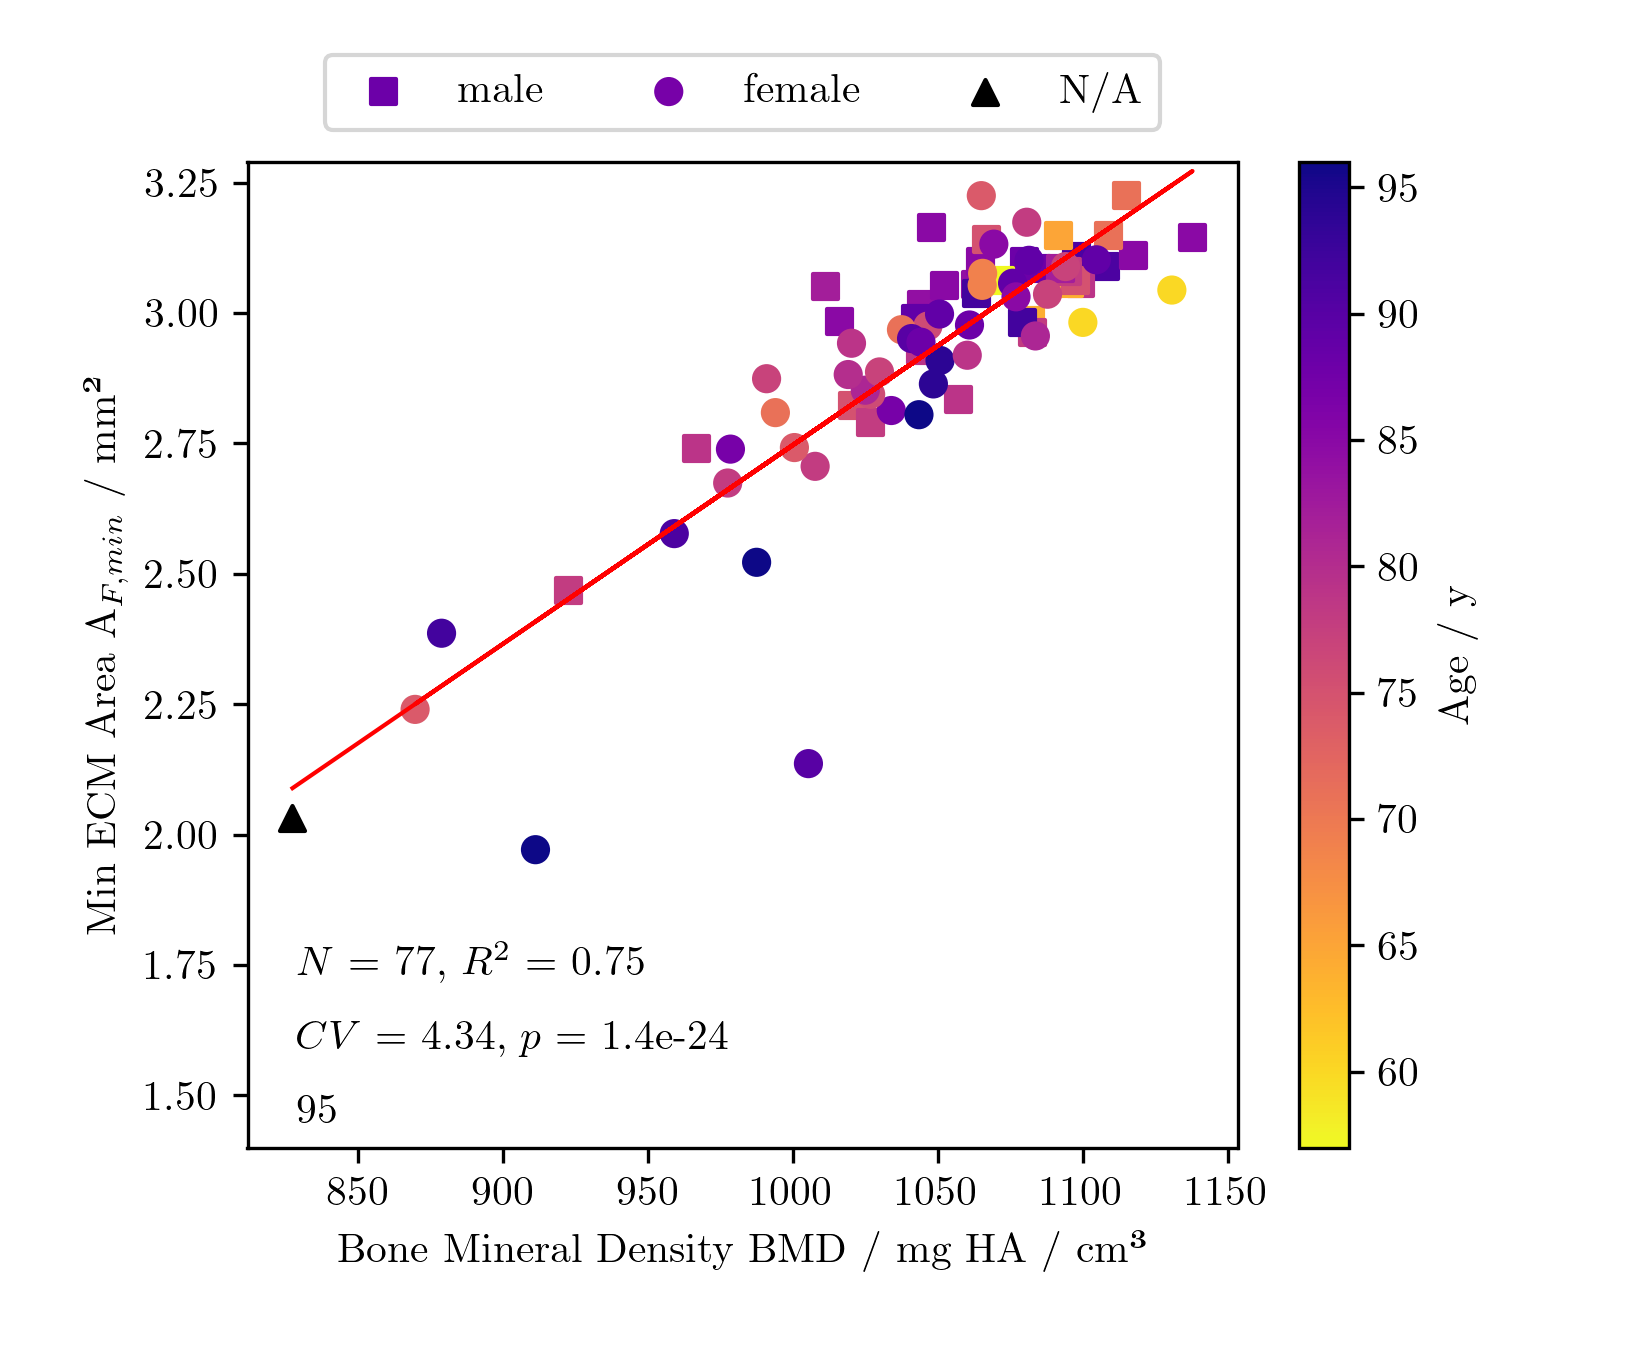 male female N/A
3.25
3.00
2.75
2.50
2.25
2.00
1.75
1.50
Min ECM Area A_F,min / mm²
N = 77, R² = 0.75
CV = 4.34, p = 1.4e-24
95
850 900 950 1000 1050 1100 1150
Bone Mineral Density BMD / mg HA / cm³
95
90
85
80
75
70
65
60
Age / y